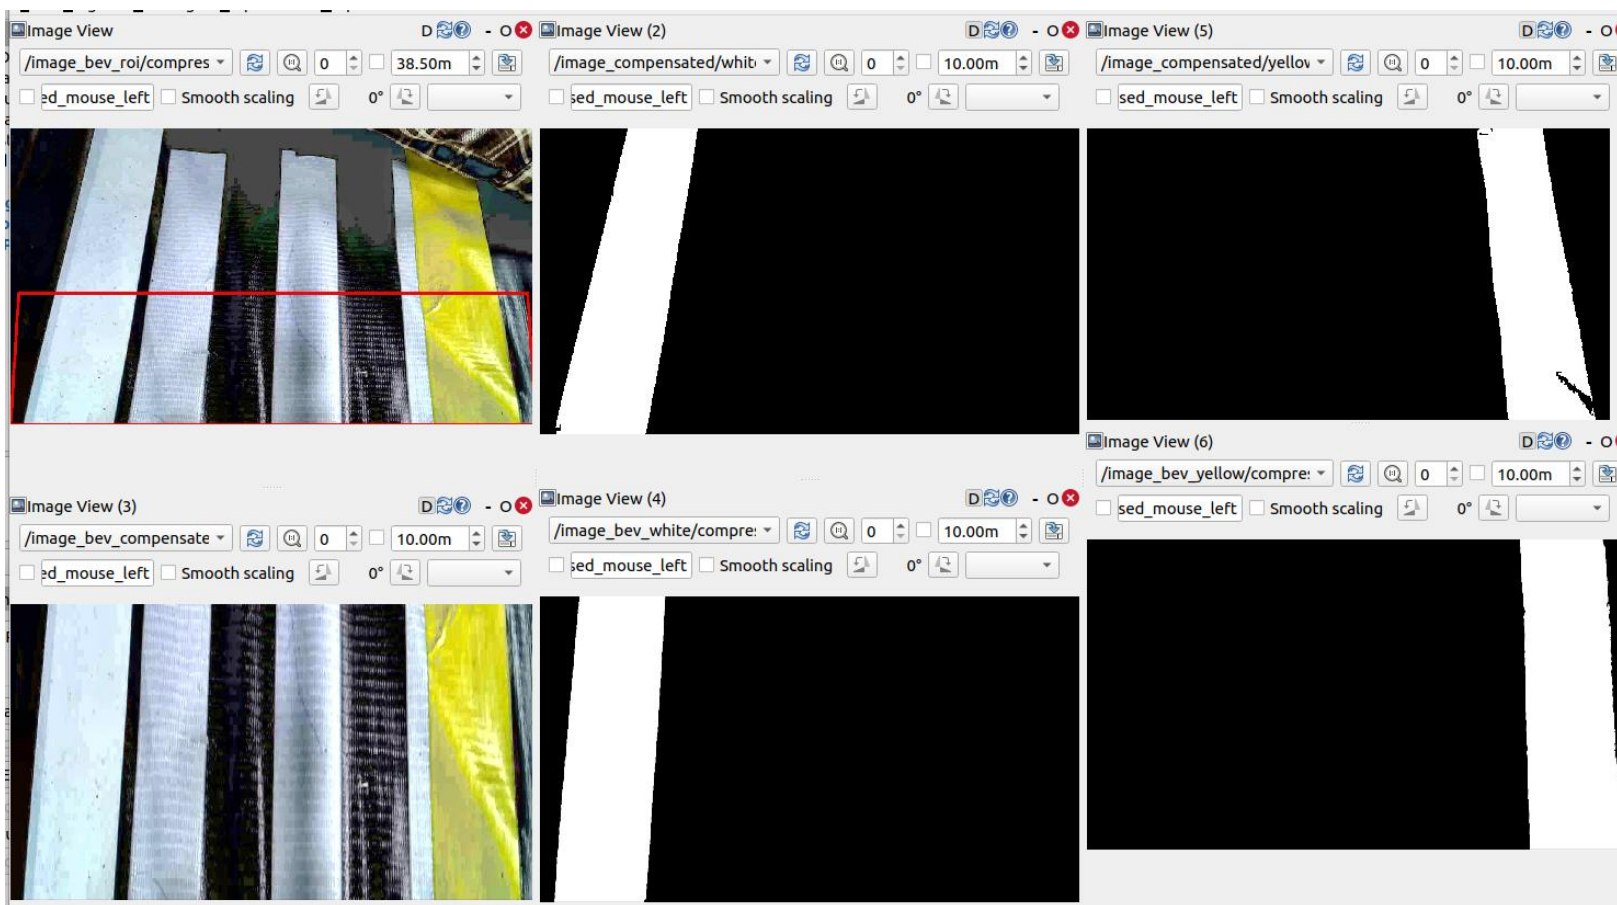 Image View
D
- O
/image_bev_roi/compres
0
38.50m
ed_mouse_left
Smooth scaling
0°
Image View (2)
D
- O
/image_compensated/whit
0
10.00m
sed_mouse_left
Smooth scaling
0°
Image View (5)
D
- O
/image_compensated/yellov
0
10.00m
sed_mouse_left
Smooth scaling
0°
Image View (3)
D
- O
/image_bev_compensate
0
10.00m
ed_mouse_left
Smooth scaling
0°
Image View (4)
D
- O
/image_bev_white/compre:
0
10.00m
sed_mouse_left
Smooth scaling
0°
Image View (6)
D
- O
/image_bev_yellow/compre:
0
10.00m
sed_mouse_left
Smooth scaling
0°